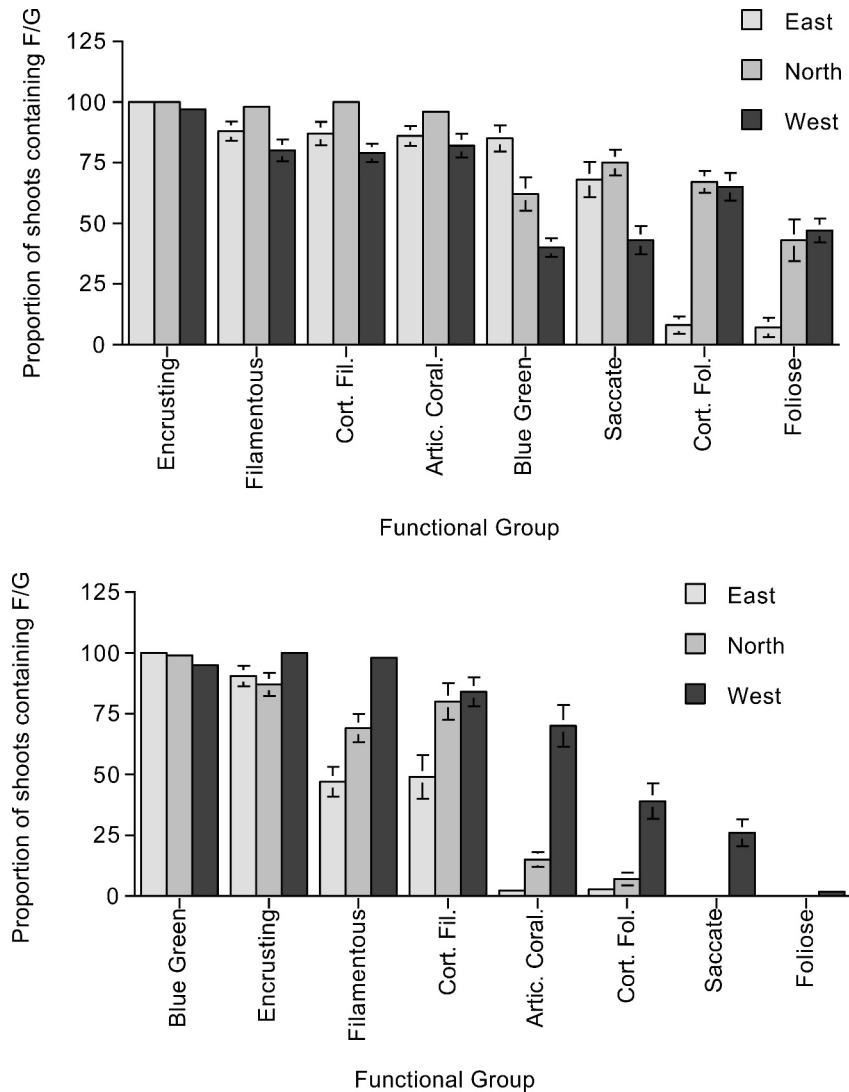 Proportion of shoots containing F/G
125
100
75
50
25
0
East
North
West
Encrusting
Filamentous
Cort. Fil.
Artic. Coral.
Blue Green
Saccate
Cort. Fol.
Foliose
Functional Group
Proportion of shoots containing F/G
125
100
75
50
25
0
East
North
West
Blue Green
Encrusting
Filamentous
Cort. Fil.
Artic. Coral.
Cort. Fol.
Saccate
Foliose
Functional Group